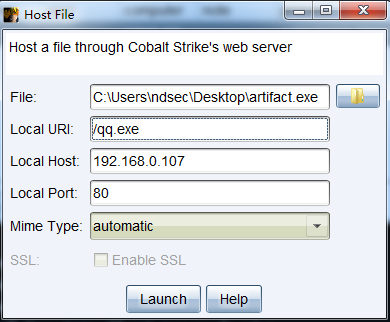 Host File
Host a file through Cobalt Strike's web server
File: C:\Users\ndsec\Desktop\artifact.exe
Local URI: /qq.exe
Local Host: 192.168.0.107
Local Port: 80
Mime Type: automatic
SSL: Enable SSL
Launch Help